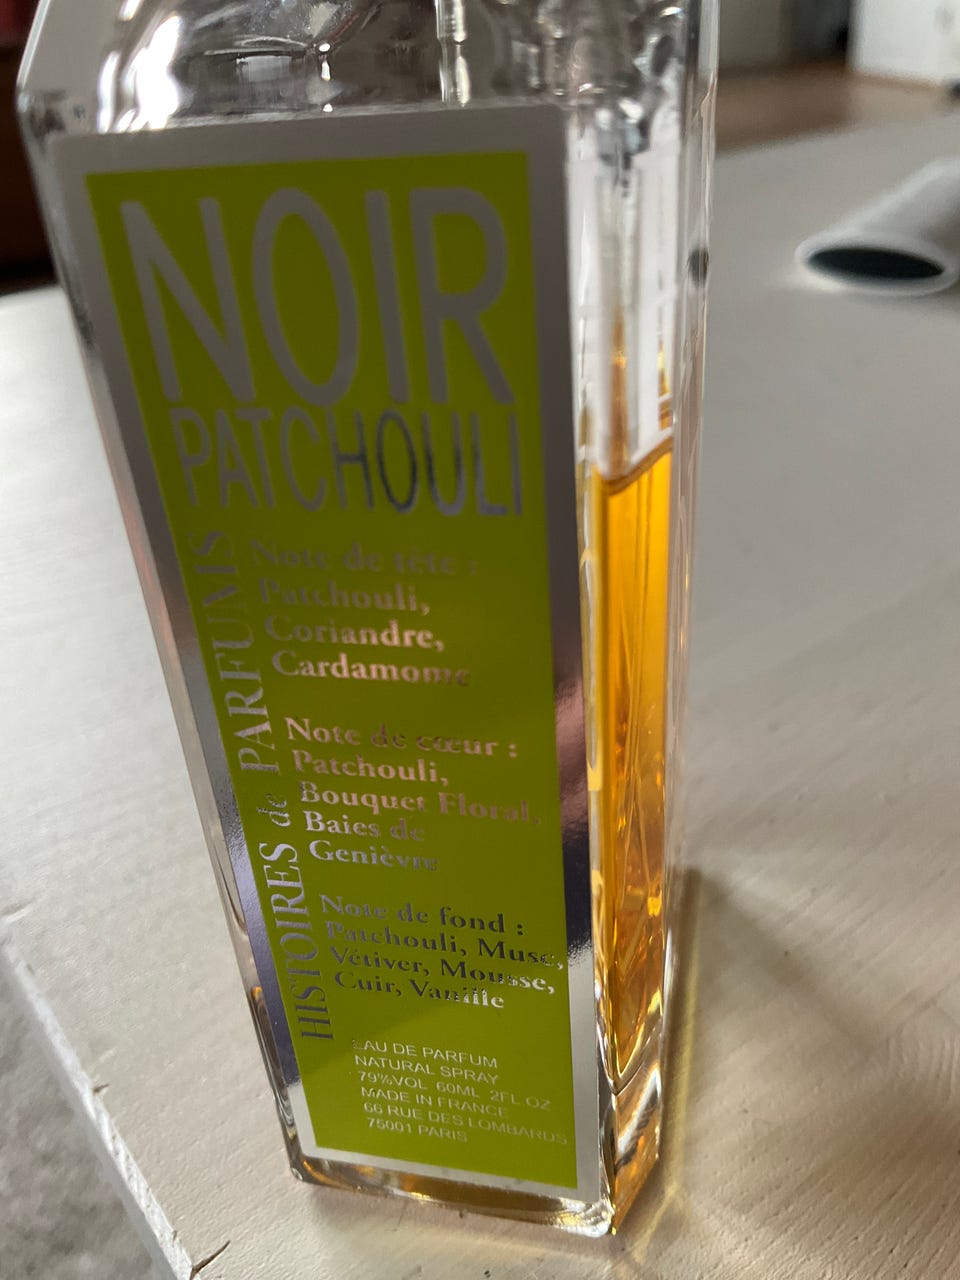 NOIR
PATCHOULI
HISTOIRES de PARFUMS
Note de tête :
Patchouli,
Coriandre,
Cardamome
Note de cœur :
Patchouli,
Bouquet Floral,
Baies de
Genièvre
Note de fond :
Patchouli, Musc,
Vétiver, Mousse,
Cuir, Vanille
EAU DE PARFUM
NATURAL SPRAY
79%VOL 60ML 2FL.OZ
MADE IN FRANCE
66 RUE DES LOMBARDS
75001 PARIS